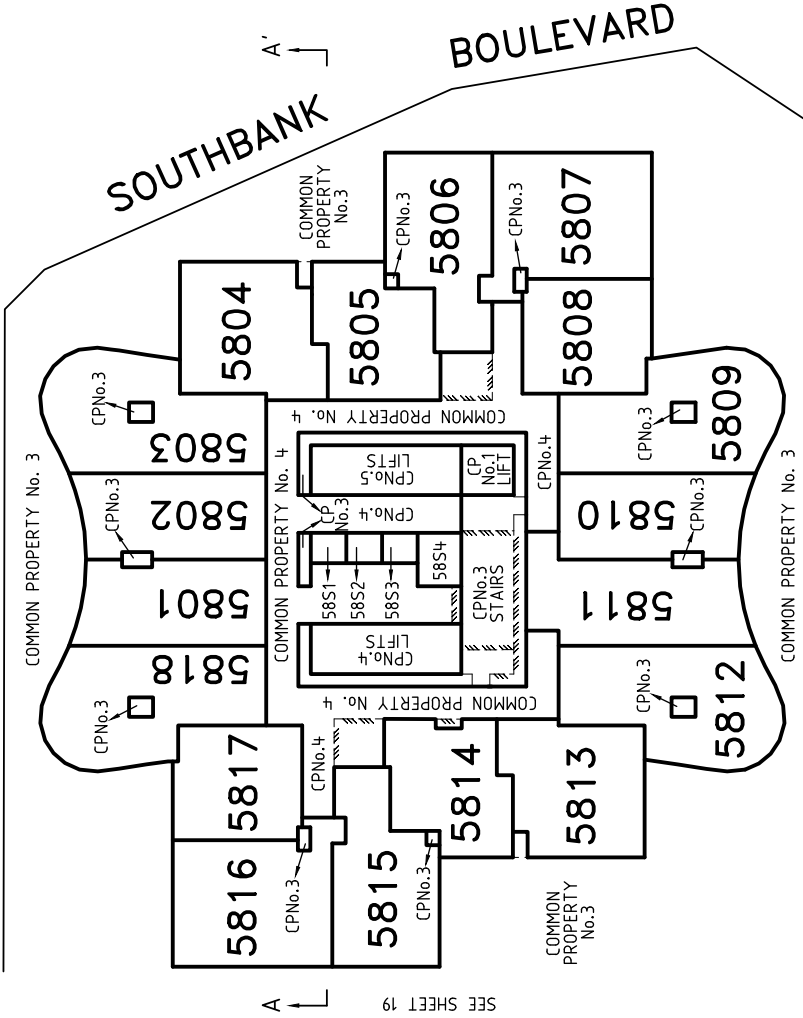 A'
SOUTHBANK
BOULEVARD
COMMON
PROPERTY
No.3
CPNo.3
5806
CPNo.3
5807
5804
5805
5808
COMMON PROPERTY No. 3
CPNo.3
5803
COMMON PROPERTY No. 4
CPNo.3
5809
CPNo.3
5802
COMMON PROPERTY No. 4
CPNo.5
LIFTS
CP
No.1
LIFT
CPNo.4
5810
CPNo.3
CP
No.3
CPNo.4
58S1
58S2
58S3
58S4
CPNo.3
STAIRS
5801
5811
CPNo.4
LIFTS
5818
CPNo.3
COMMON PROPERTY No. 4
CPNo.3
5812
COMMON PROPERTY No. 3
5817
CPNo.4
5814
5813
5816
CPNo.3
5815
CPNo.3
COMMON
PROPERTY
No.3
A
SEE SHEET 19